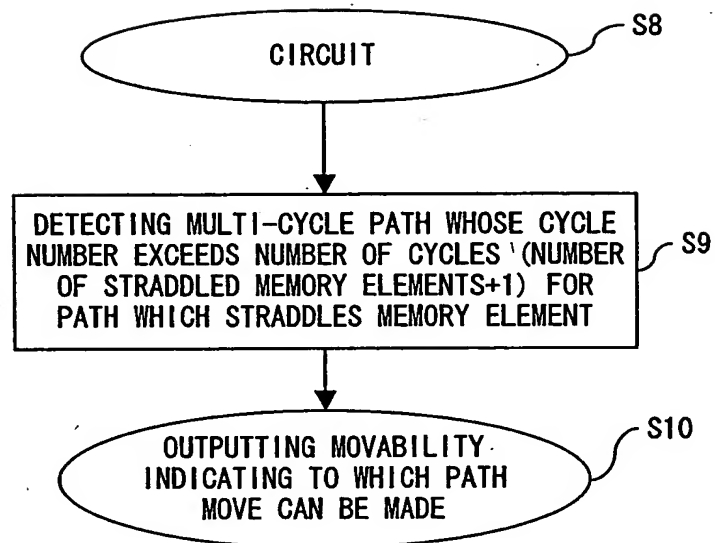 CIRCUIT
S8
DETECTING MULTI-CYCLE PATH WHOSE CYCLE
NUMBER EXCEEDS NUMBER OF CYCLES (NUMBER
OF STRADDLED MEMORY ELEMENTS+1) FOR
PATH WHICH STRADDLES MEMORY ELEMENT
S9
OUTPUTTING MOVABILITY
INDICATING TO WHICH PATH
MOVE CAN BE MADE
S10